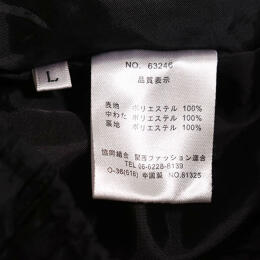 L
NO. 63246
品質表示
表地 ポリエステル 100%
中わた ポリエステル 100%
裏地 ポリエステル 100%
協同組合 関西ファッション連合
TEL 06-6228-8139
O-36(616) 中国製 NO.81325